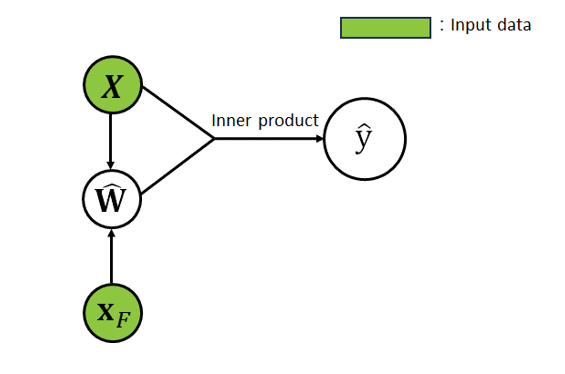 : Input data
X
Inner product
ŷ
Ŵ
x_F